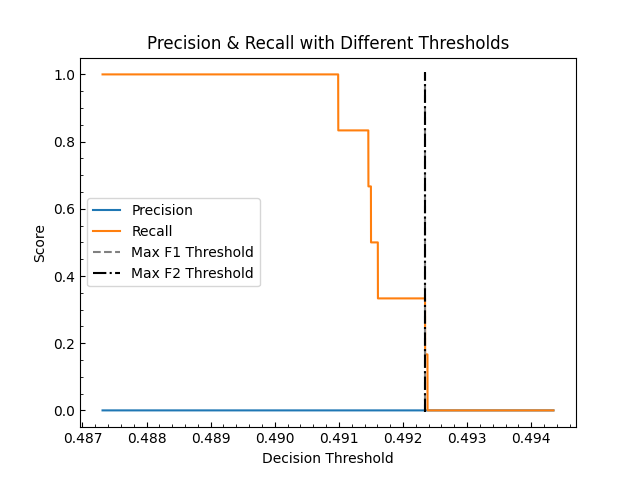 Precision & Recall with Different Thresholds
1.0
0.8
0.6
0.4
0.2
0.0
Score
Precision
Recall
Max F1 Threshold
Max F2 Threshold
0.487 0.488 0.489 0.490 0.491 0.492 0.493 0.494
Decision Threshold